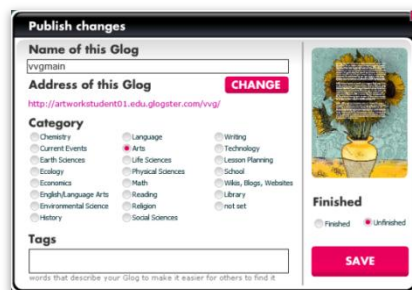 Publish changes
Name of this Glog
vvgmain
Address of this Glog
CHANGE
http://artworkstudent01.edu.glogster.com/vvg/
Category
Chemistry
Language
Writing
Current Events
Arts
Technology
Earth Sciences
Life Sciences
Lesson Planning
Ecology
Physical Sciences
School
Economics
Math
Wikis, Blogs, Websites
English/Language Arts
Reading
Library
Environmental Science
Religion
not set
History
Social Sciences
Tags
words that describe your Glog to make it easier for others to find it
Finished
Finished
Unfinished
SAVE